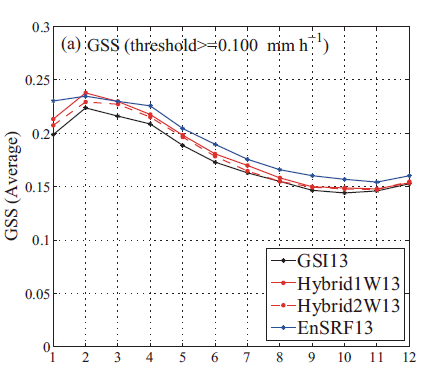 (a) GSS (threshold>=0.100 mm h⁻¹)
GSS (Average)
0.3
0.25
0.2
0.15
0.1
0.05
0
1 2 3 4 5 6 7 8 9 10 11 12
GSI13
Hybrid1W13
Hybrid2W13
EnSRF13